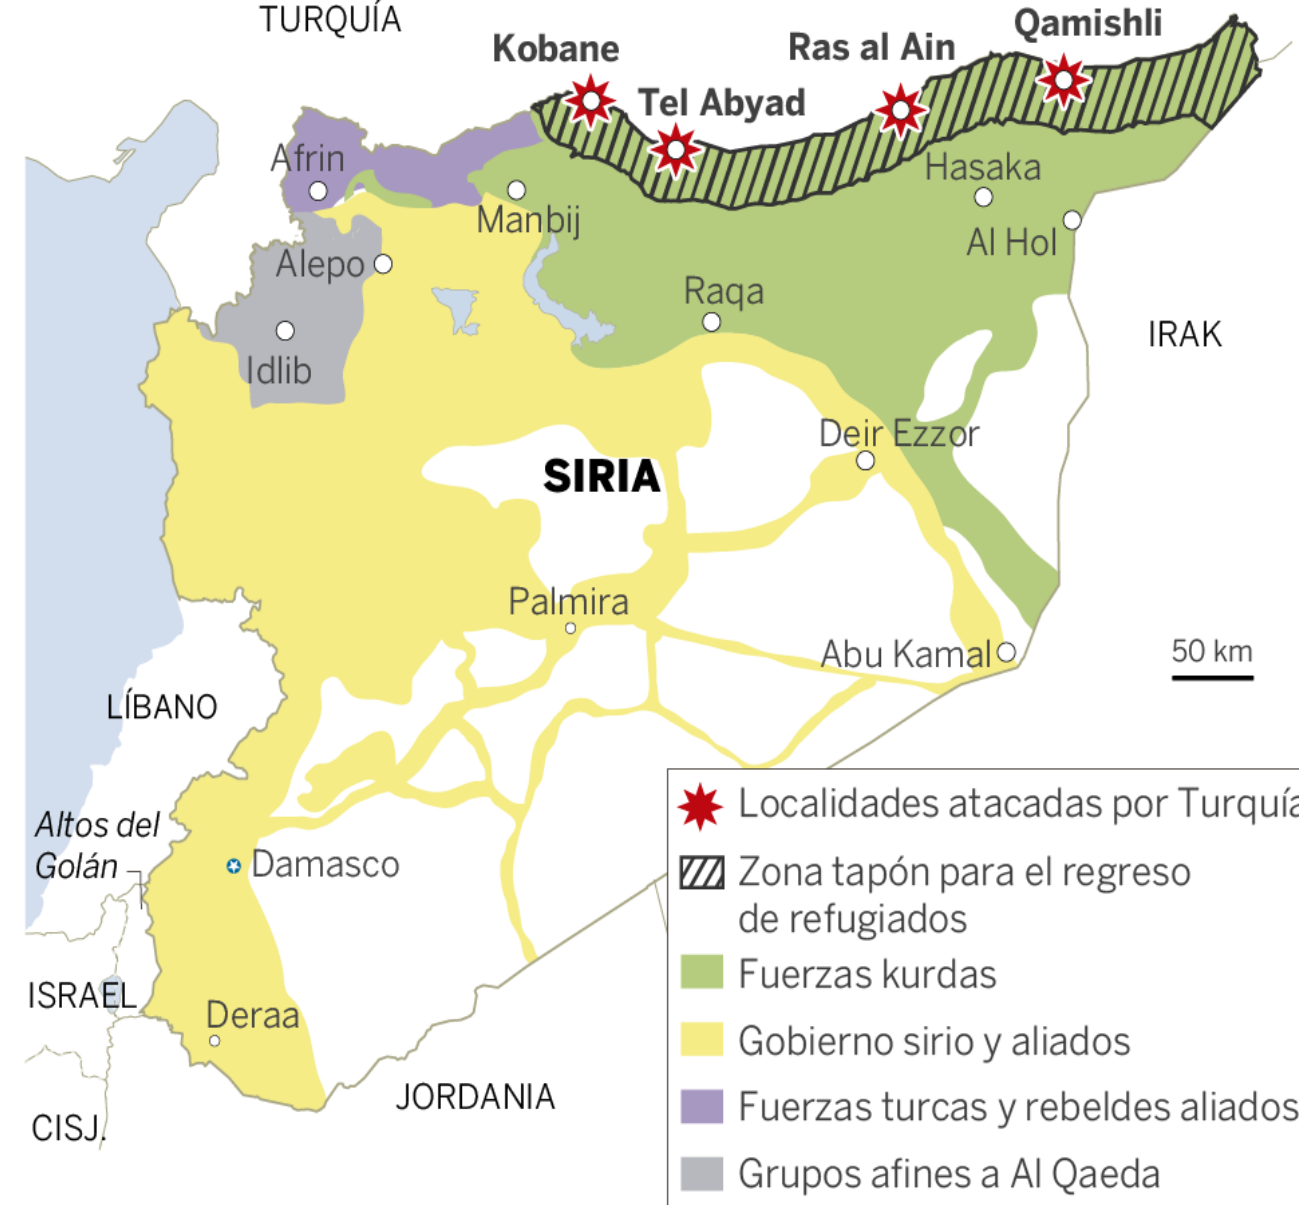 TURQUÍA
Kobane
Tel Abyad
Ras al Ain
Qamishli
Afrin
Manbij
Hasaka
Al Hol
Alepo
Raqa
IRAK
Idlib
Deir Ezzor
SIRIA
Palmira
Abu Kamal
50 km
LÍBANO
Altos del
Golán
Damasco
ISRAEL
Deraa
JORDANIA
CISJ.
Localidades atacadas por Turquía
Zona tapón para el regreso
de refugiados
Fuerzas kurdas
Gobierno sirio y aliados
Fuerzas turcas y rebeldes aliados
Grupos afines a Al Qaeda